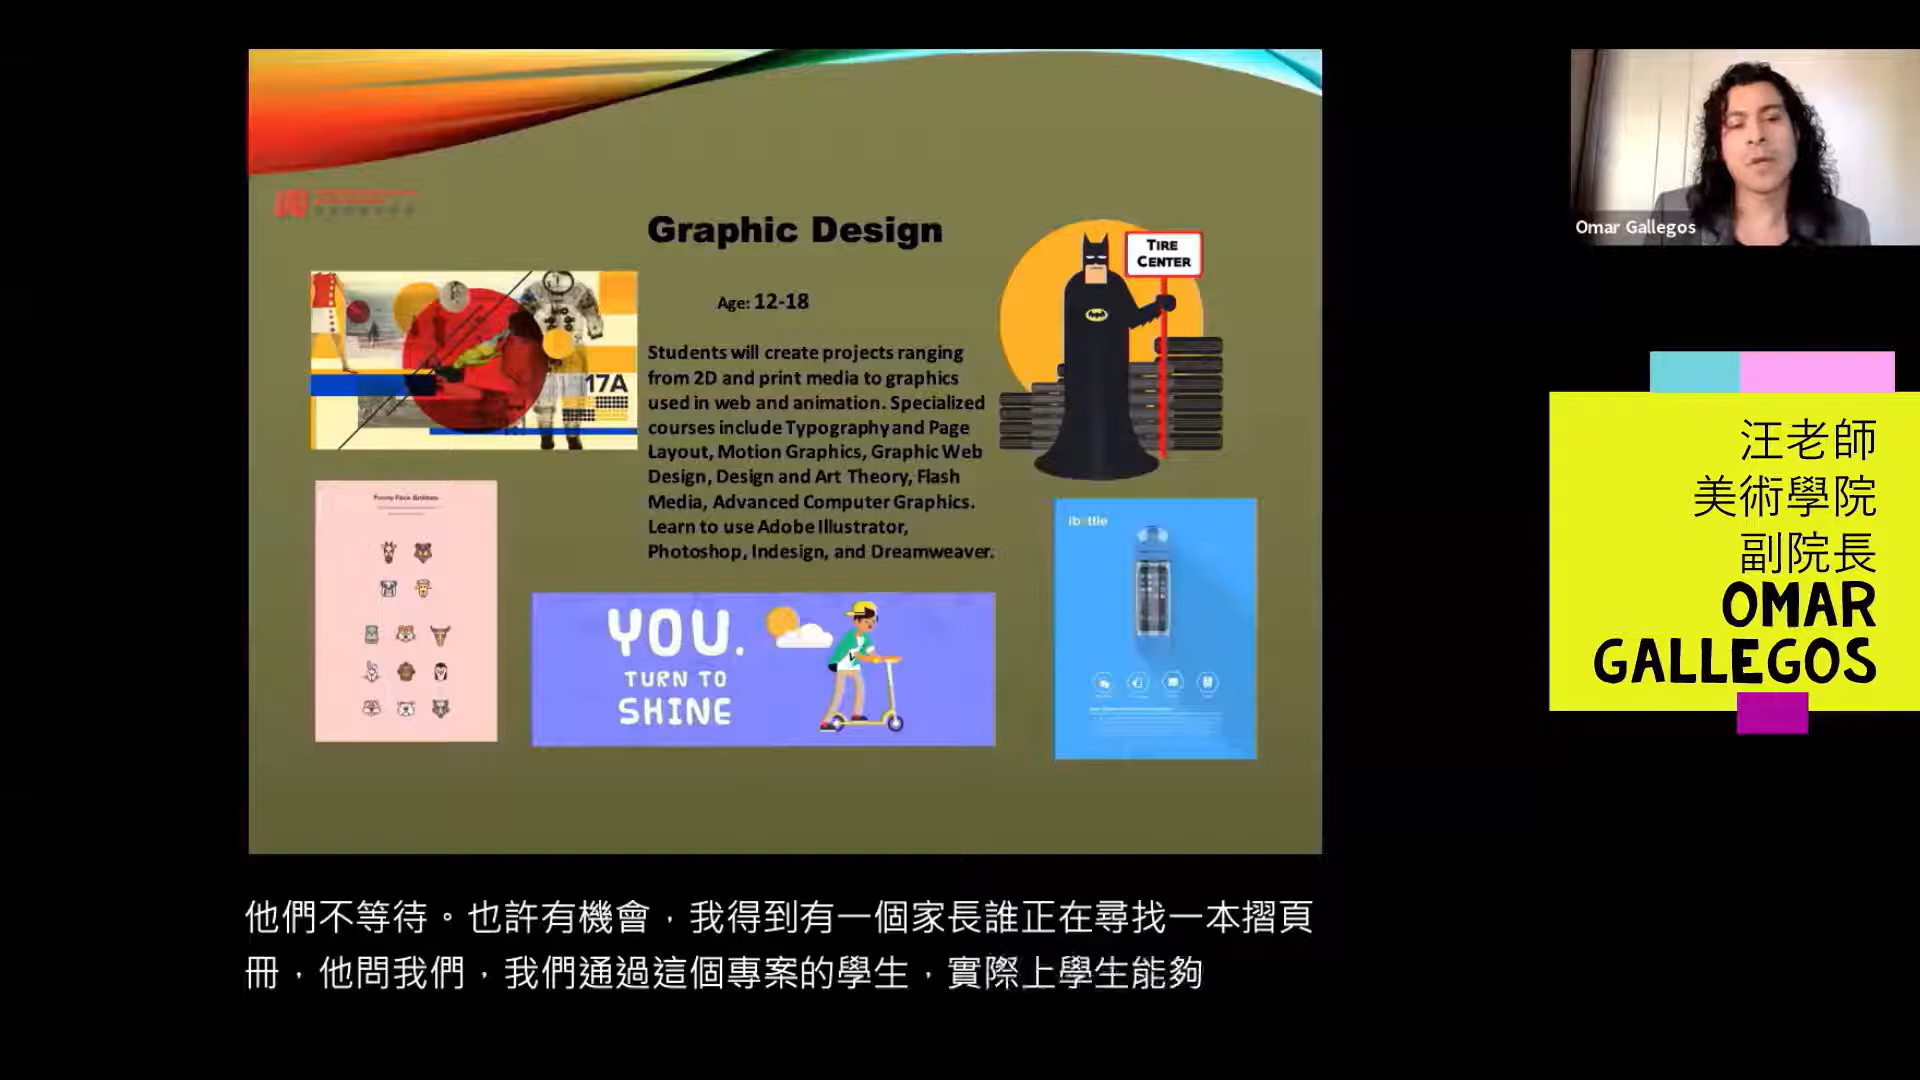 Graphic Design
Age: 12-18
Students will create projects ranging
from 2D and print media to graphics
used in web and animation. Specialized
courses include Typography and Page
Layout, Motion Graphics, Graphic Web
Design, Design and Art Theory, Flash
Media, Advanced Computer Graphics.
Learn to use Adobe Illustrator,
Photoshop, Indesign, and Dreamweaver.
17A
TIRE
CENTER
YOU.
TURN TO
SHINE
Omar Gallegos
汪老師
美術學院
副院長
OMAR
GALLEGOS
他們不等待。也許有機會，我得到有一個家長誰正在尋找一本摺頁
冊，他問我們，我們通過這個專案的學生，實際上學生能夠